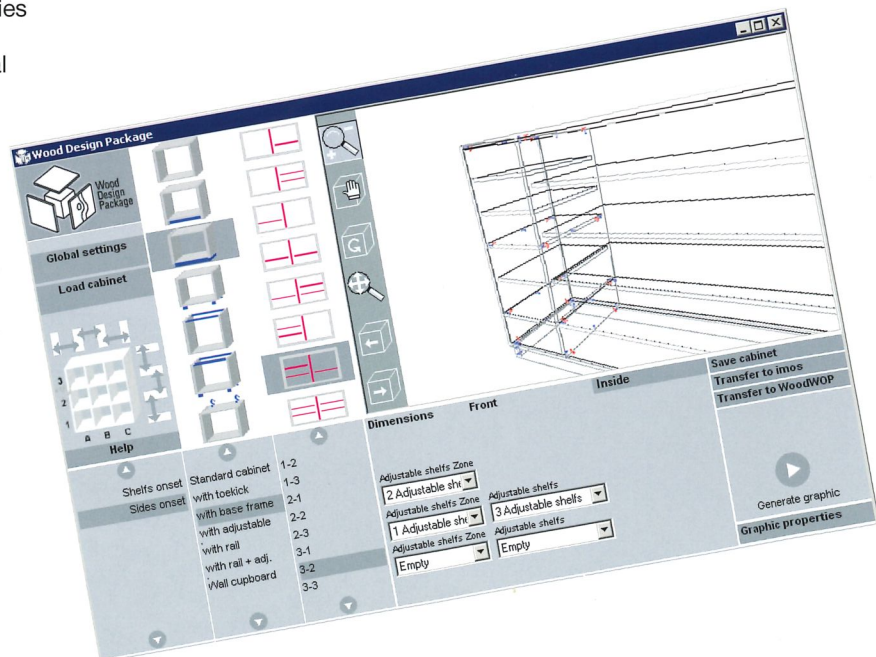 ies
al
Wood Design Package
Wood
Design
Package
Global settings
Load cabinet
3
2
1
A B C
Help
Shelfs onset
Sides onset
Standard cabinet
with toekick
with base frame
with adjustable
with rail
with rail + adj.
Wall cupboard
1-2
1-3
2-1
2-2
2-3
3-1
3-2
3-3
Dimensions
Front
Inside
Adjustable shelfs Zone
2 Adjustable she
Adjustable shelfs Zone
1 Adjustable she
Adjustable shelfs Zone
Empty
Adjustable shelfs
3 Adjustable shelfs
Adjustable shelfs
Empty
Save cabinet
Transfer to imos
Transfer to WoodWOP
Generate graphic
Graphic properties